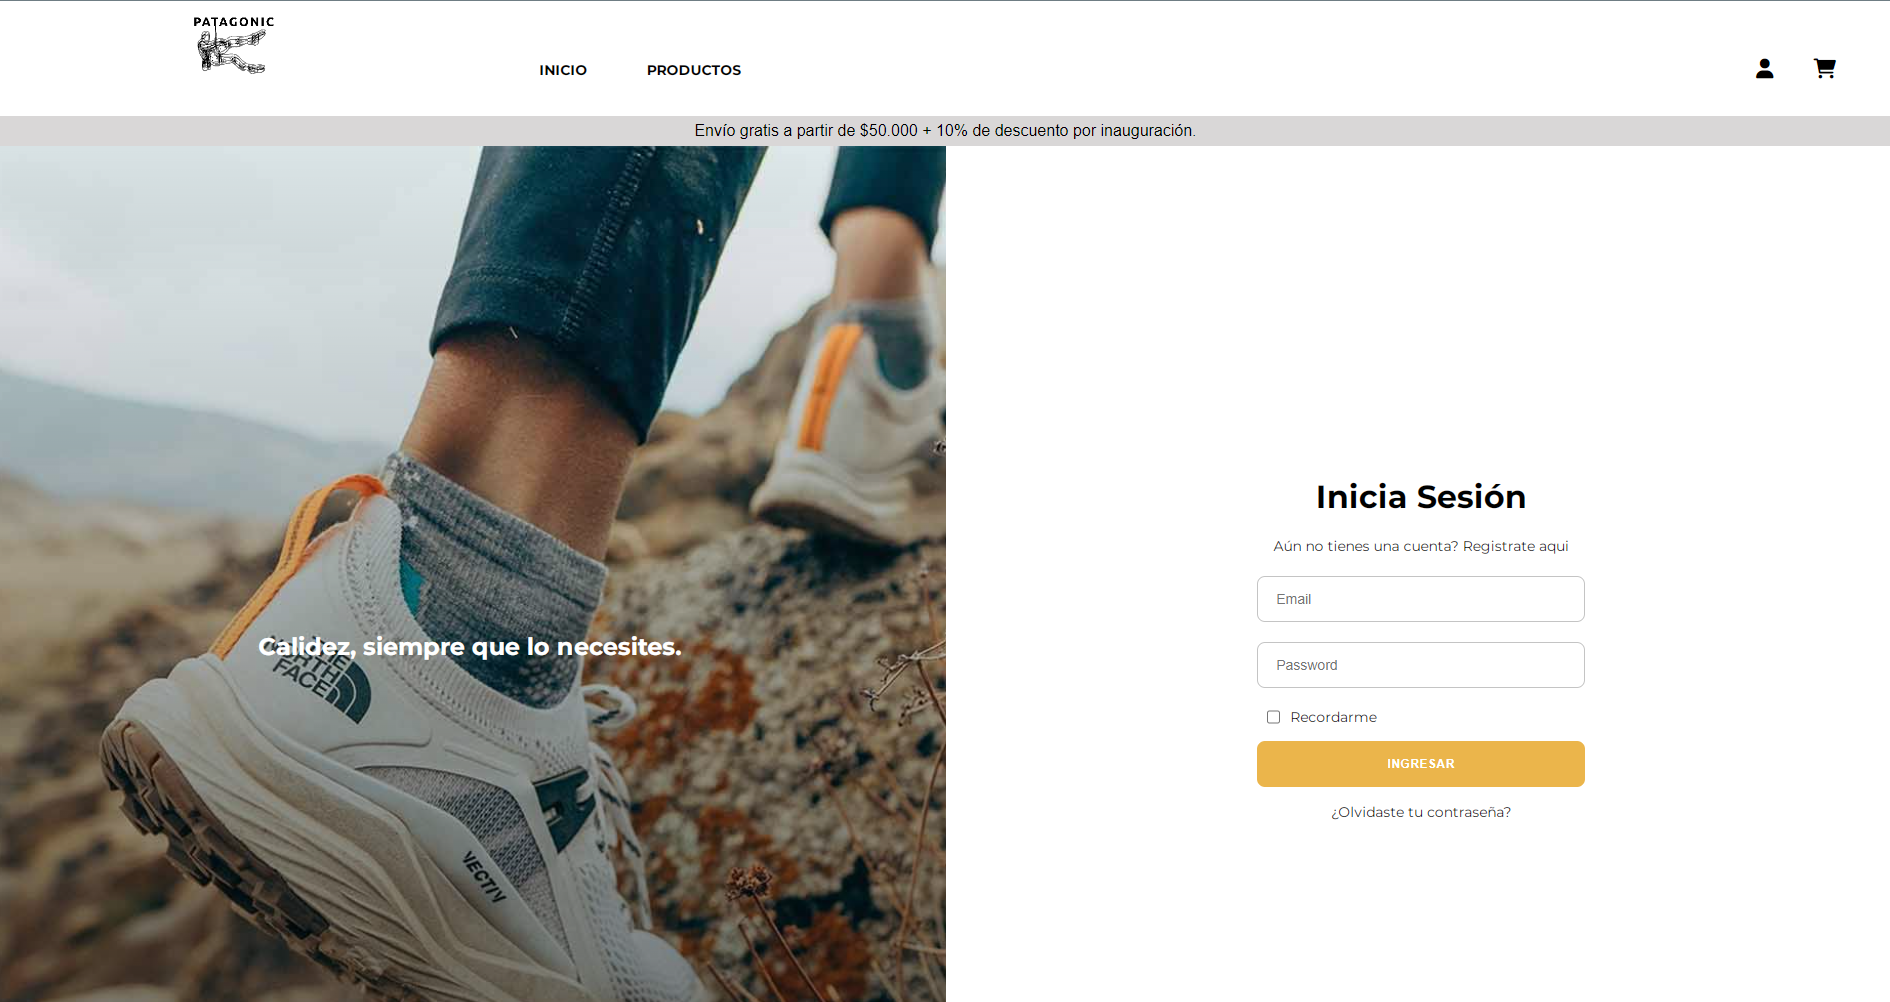 PATAGONIC
INICIO
PRODUCTOS
Envío gratis a partir de $50.000 + 10% de descuento por inauguración.
Calidez, siempre que lo necesites.
THE
NORTH
FACE
VECTIV
Inicia Sesión
Aún no tienes una cuenta? Registrate aqui
Email
Password
Recordarme
INGRESAR
¿Olvidaste tu contraseña?